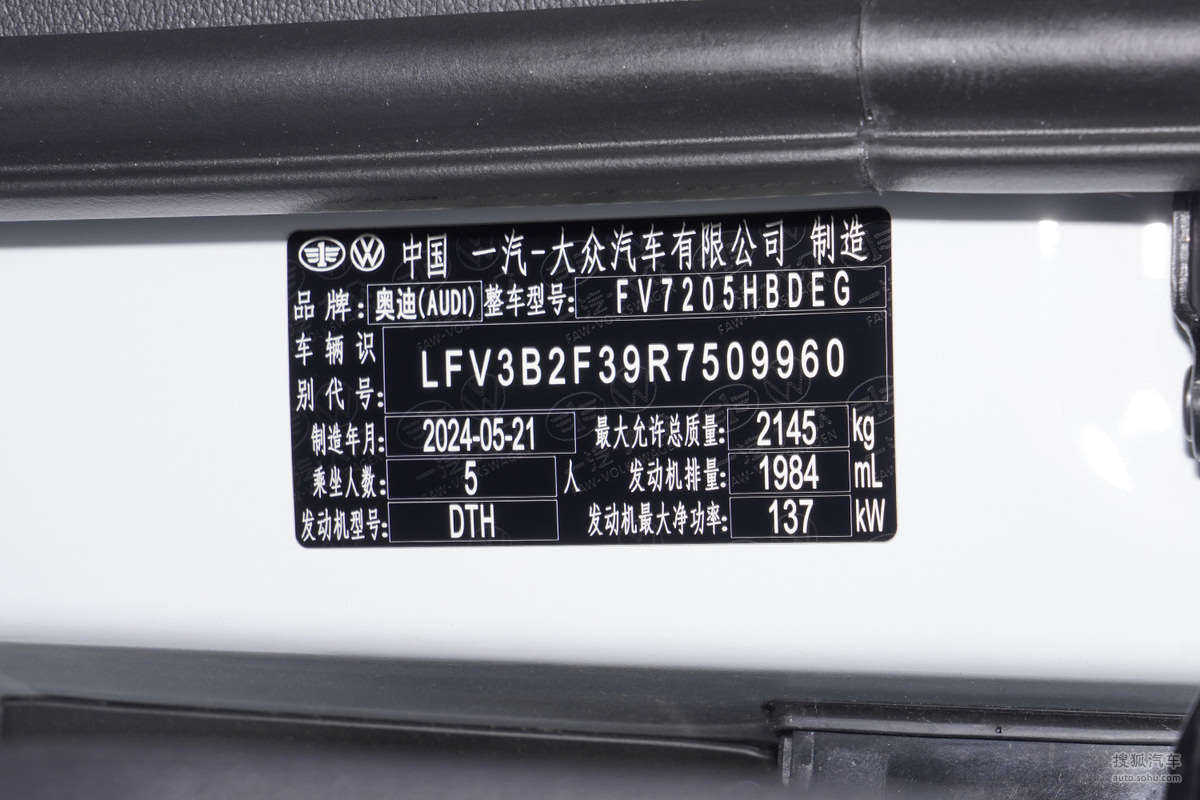 中国 一汽-大众汽车有限公司 制造
品牌: 奥迪(AUDI) 整车型号: FV7205HBDEG
车辆识别代号: LFV3B2F39R7509960
制造年月: 2024-05-21 最大允许总质量: 2145 kg
乘坐人数: 5 人 发动机排量: 1984 mL
发动机型号: DTH 发动机最大净功率: 137 kW
搜狐汽车
auto.sohu.com